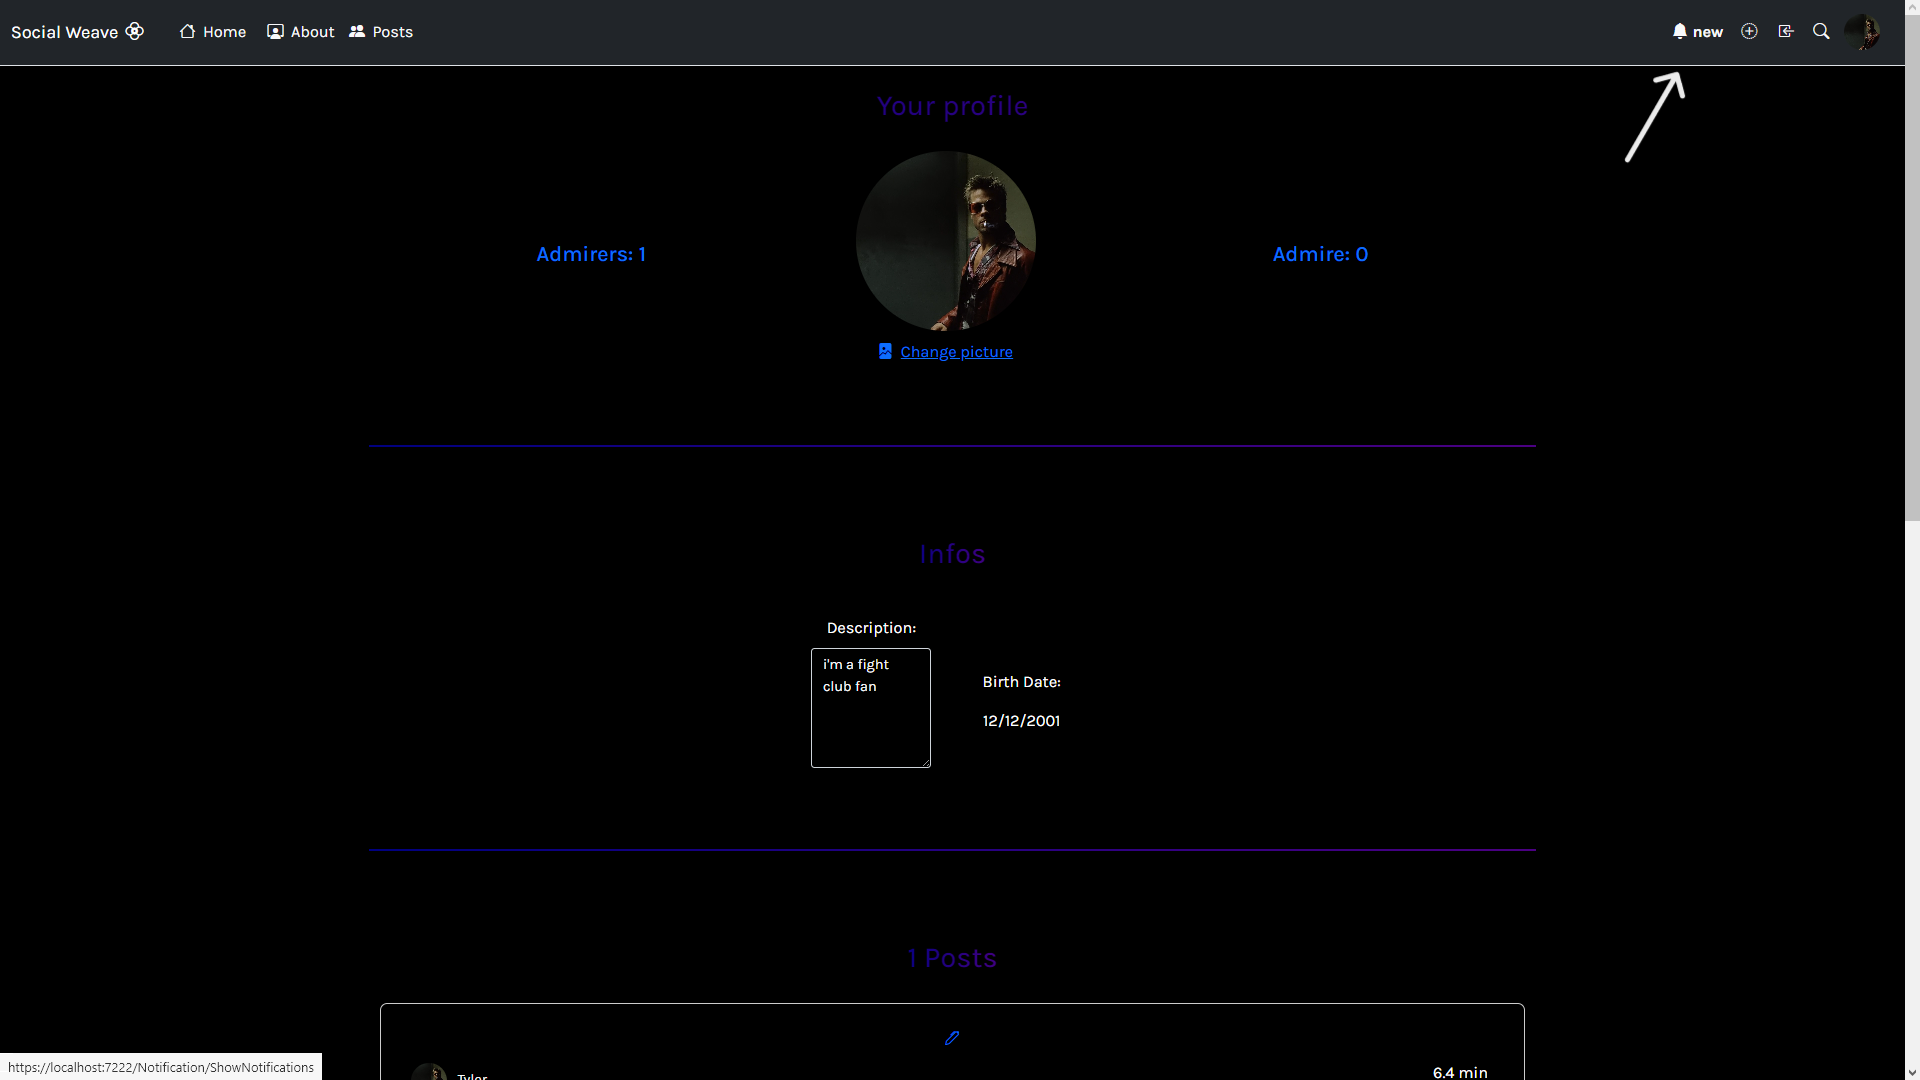 Social Weave
Home
About
Posts
new
Your profile
Admirers: 1
Admire: 0
Change picture
Infos
Description:
i'm a fight
club fan
Birth Date:
12/12/2001
1 Posts
Tyler
6.4 min
https://localhost:7222/Notification/ShowNotifications